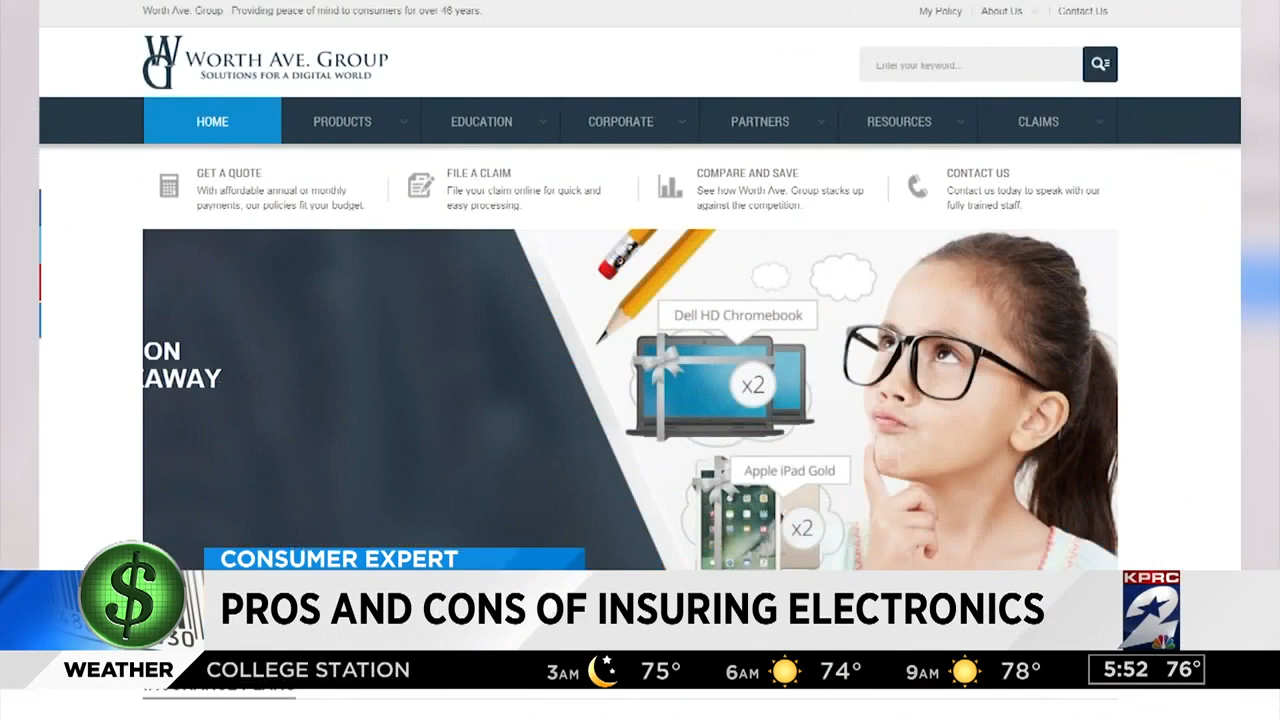 Worth Ave. Group - Providing peace of mind to consumers for over 46 years.
My Policy
About Us
Contact Us
WORTH AVE. GROUP
SOLUTIONS FOR A DIGITAL WORLD
Enter your keyword...
HOME
PRODUCTS
EDUCATION
CORPORATE
PARTNERS
RESOURCES
CLAIMS
GET A QUOTE
With affordable annual or monthly
payments, our policies fit your budget.
FILE A CLAIM
File your claim online for quick and
easy processing.
COMPARE AND SAVE
See how Worth Ave. Group stacks up
against the competition.
CONTACT US
Contact us today to speak with our
fully trained staff.
ON
AWAY
Dell HD Chromebook
x2
Apple iPad Gold
x2
CONSUMER EXPERT
$
PROS AND CONS OF INSURING ELECTRONICS
KPRC
2
WEATHER
COLLEGE STATION
3AM 75° 6AM 74° 9AM 78°
5:52 76°